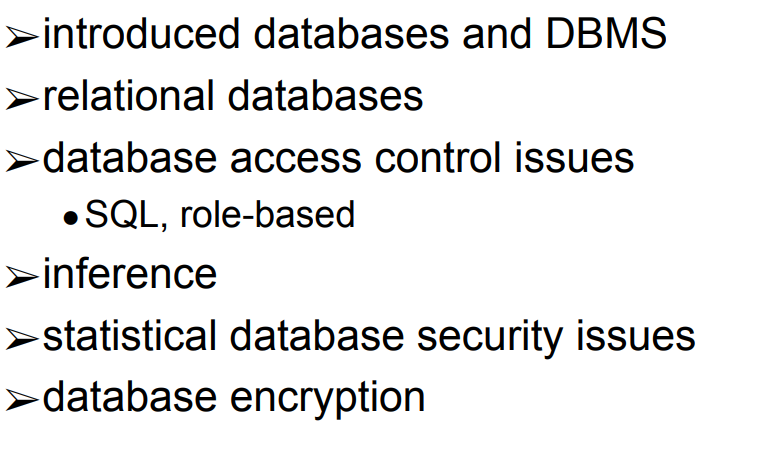 ➢introduced databases and DBMS
➢relational databases
➢database access control issues
●SQL, role-based
➢inference
➢statistical database security issues
➢database encryption